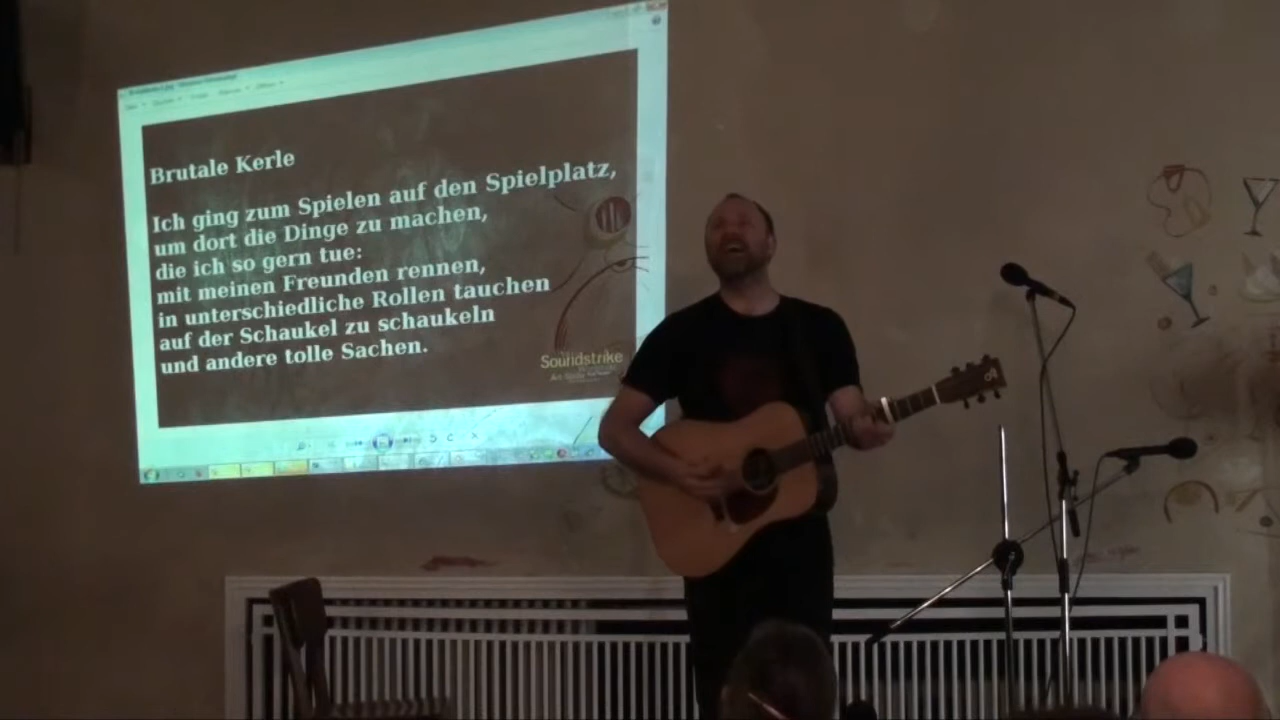 Brutale Kerle
Ich ging zum Spielen auf den Spielplatz,
um dort die Dinge zu machen,
die ich so gern tue:
mit meinen Freunden rennen,
in unterschiedliche Rollen tauchen
auf der Schaukel zu schaukeln
und andere tolle Sachen.
Soundstrike